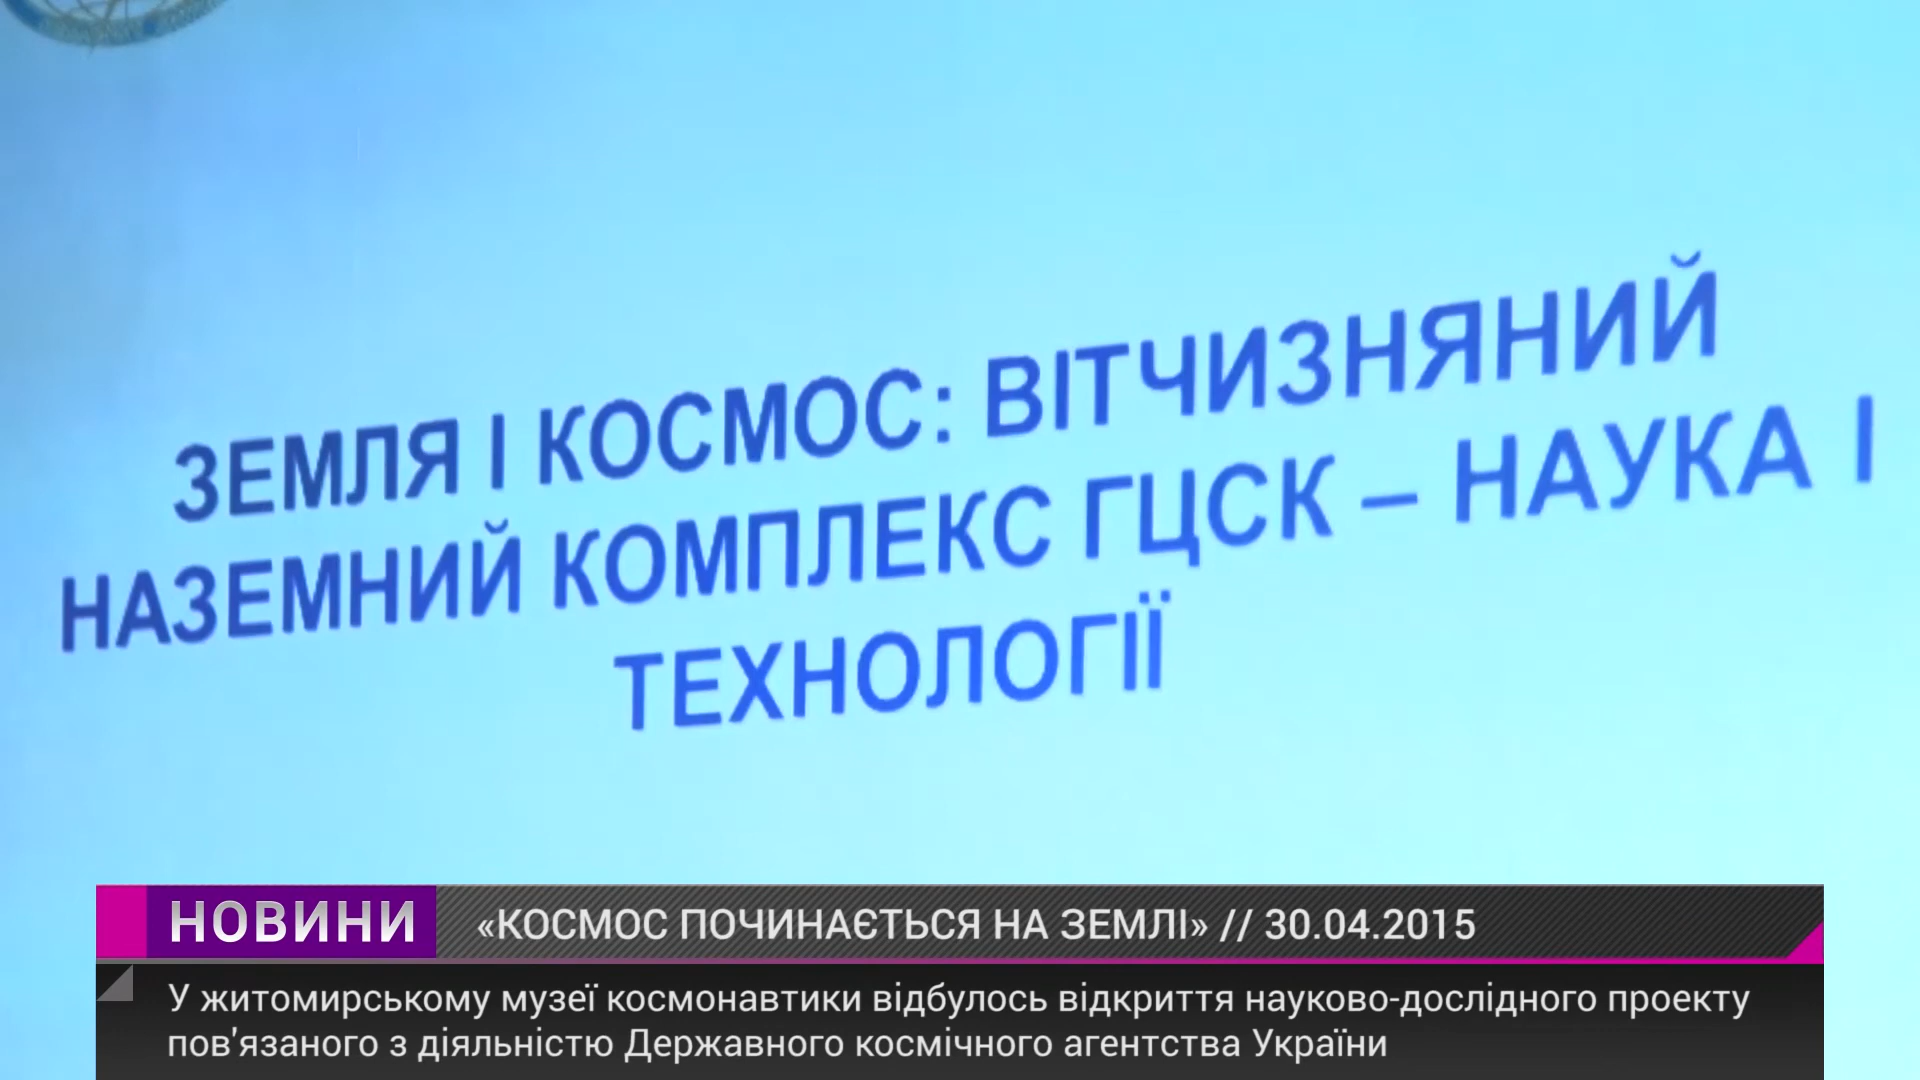 ЗЕМЛЯ І КОСМОС: ВІТЧИЗНЯНИЙ
НАЗЕМНИЙ КОМПЛЕКС ГЦСК – НАУКА І
ТЕХНОЛОГІЇ
НОВИНИ
«КОСМОС ПОЧИНАЄТЬСЯ НА ЗЕМЛІ» // 30.04.2015
У житомирському музеї космонавтики відбулось відкриття науково-дослідного проекту
пов'язаного з діяльністю Державного космічного агентства України